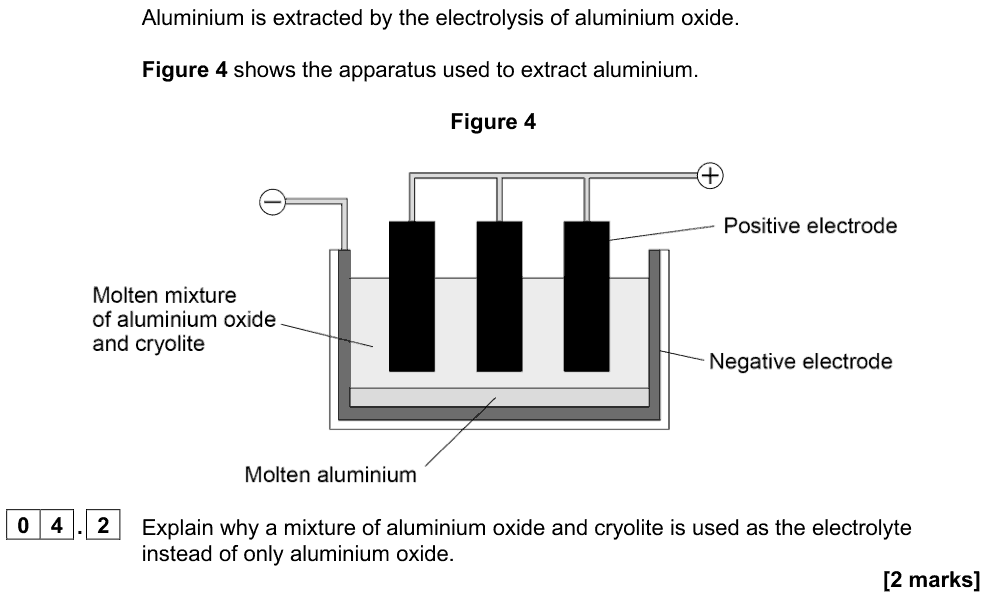 Aluminium is extracted by the electrolysis of aluminium oxide.
Figure 4 shows the apparatus used to extract aluminium.
Figure 4
−
+
Positive electrode
Molten mixture
of aluminium oxide
and cryolite
Negative electrode
Molten aluminium
0 4 . 2 Explain why a mixture of aluminium oxide and cryolite is used as the electrolyte
instead of only aluminium oxide.
[2 marks]